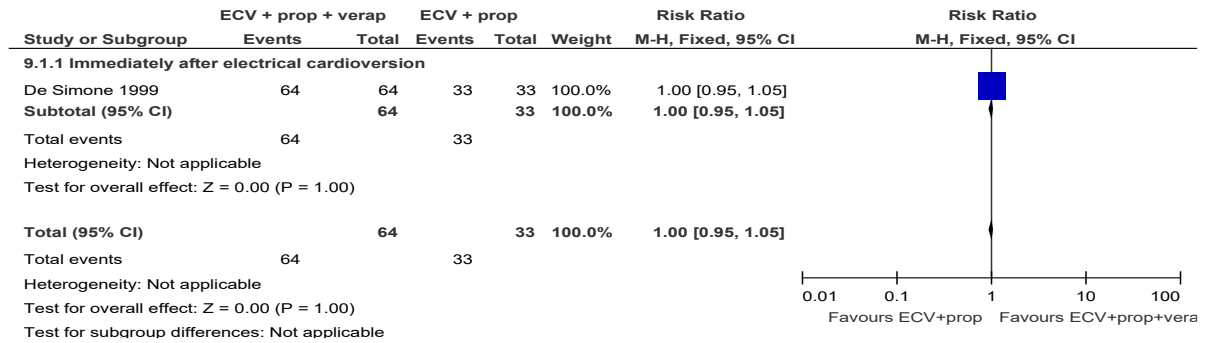 ECV + prop + verap ECV + prop Risk Ratio Risk Ratio
Study or Subgroup Events Total Events Total Weight M-H, Fixed, 95% CI M-H, Fixed, 95% CI
9.1.1 Immediately after electrical cardioversion
De Simone 1999 64 64 33 33 100.0% 1.00 [0.95, 1.05]
Subtotal (95% CI) 64 33 100.0% 1.00 [0.95, 1.05]
Total events 64 33
Heterogeneity: Not applicable
Test for overall effect: Z = 0.00 (P = 1.00)
Total (95% CI) 64 33 100.0% 1.00 [0.95, 1.05]
Total events 64 33
Heterogeneity: Not applicable
Test for overall effect: Z = 0.00 (P = 1.00)
Test for subgroup differences: Not applicable
0.01 0.1 1 10 100
Favours ECV+prop Favours ECV+prop+vera